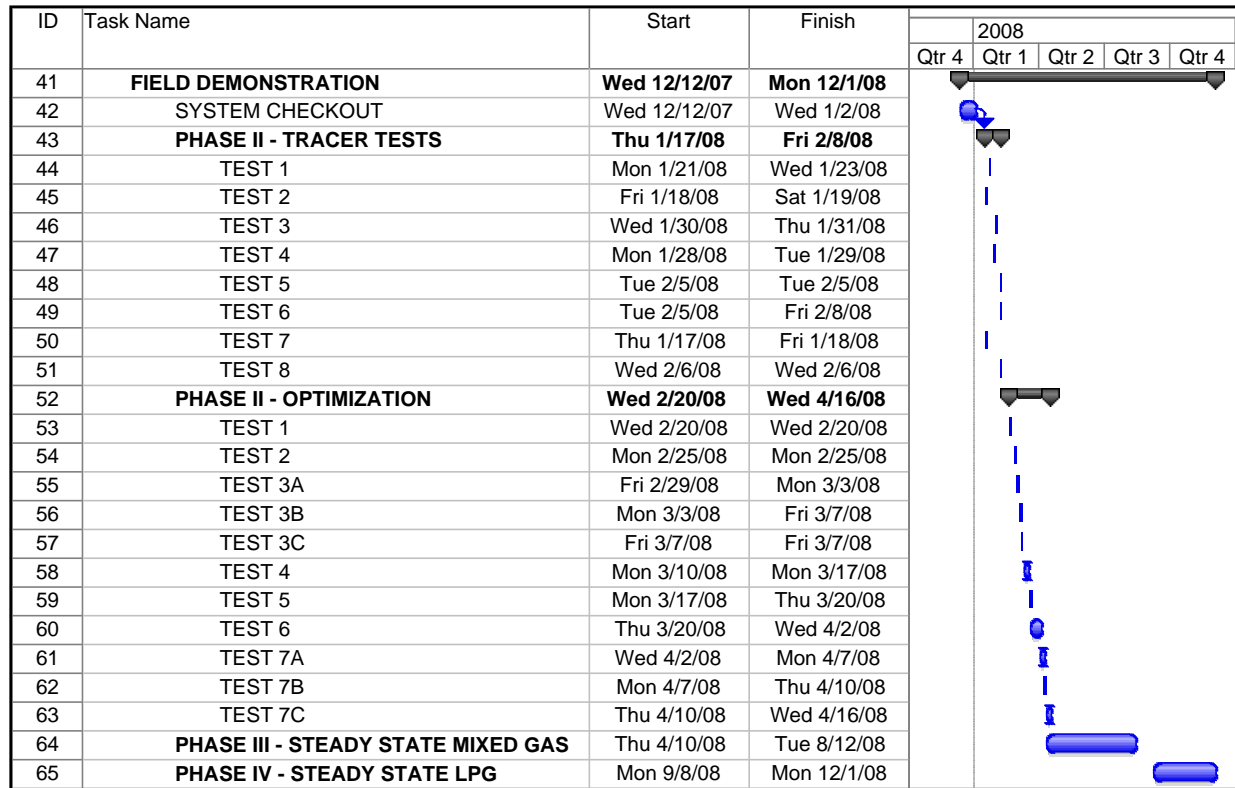 ID Task Name Start Finish 2008
Qtr 4 Qtr 1 Qtr 2 Qtr 3 Qtr 4
41 FIELD DEMONSTRATION Wed 12/12/07 Mon 12/1/08
42 SYSTEM CHECKOUT Wed 12/12/07 Wed 1/2/08
43 PHASE II - TRACER TESTS Thu 1/17/08 Fri 2/8/08
44 TEST 1 Mon 1/21/08 Wed 1/23/08
45 TEST 2 Fri 1/18/08 Sat 1/19/08
46 TEST 3 Wed 1/30/08 Thu 1/31/08
47 TEST 4 Mon 1/28/08 Tue 1/29/08
48 TEST 5 Tue 2/5/08 Tue 2/5/08
49 TEST 6 Tue 2/5/08 Fri 2/8/08
50 TEST 7 Thu 1/17/08 Fri 1/18/08
51 TEST 8 Wed 2/6/08 Wed 2/6/08
52 PHASE II - OPTIMIZATION Wed 2/20/08 Wed 4/16/08
53 TEST 1 Wed 2/20/08 Wed 2/20/08
54 TEST 2 Mon 2/25/08 Mon 2/25/08
55 TEST 3A Fri 2/29/08 Mon 3/3/08
56 TEST 3B Mon 3/3/08 Fri 3/7/08
57 TEST 3C Fri 3/7/08 Fri 3/7/08
58 TEST 4 Mon 3/10/08 Mon 3/17/08
59 TEST 5 Mon 3/17/08 Thu 3/20/08
60 TEST 6 Thu 3/20/08 Wed 4/2/08
61 TEST 7A Wed 4/2/08 Mon 4/7/08
62 TEST 7B Mon 4/7/08 Thu 4/10/08
63 TEST 7C Thu 4/10/08 Wed 4/16/08
64 PHASE III - STEADY STATE MIXED GAS Thu 4/10/08 Tue 8/12/08
65 PHASE IV - STEADY STATE LPG Mon 9/8/08 Mon 12/1/08